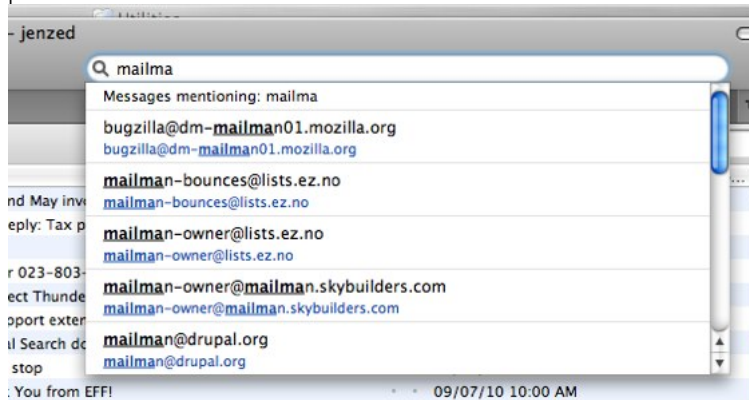 Utilities
– jenzed
mailma
Messages mentioning: mailma
bugzilla@dm-mailman01.mozilla.org
bugzilla@dm-mailman01.mozilla.org
mailman-bounces@lists.ez.no
mailman-bounces@lists.ez.no
nd May inv
eply: Tax p
mailman-owner@lists.ez.no
mailman-owner@lists.ez.no
r 023-803-
mailman-owner@mailman.skybuilders.com
ect Thunde
mailman-owner@mailman.skybuilders.com
pport exter
mailman@drupal.org
al Search do
mailman@drupal.org
stop
You from EFF! 09/07/10 10:00 AM